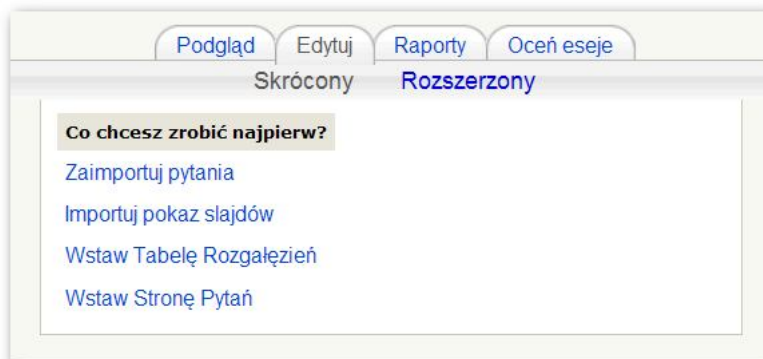 Podgląd Edytuj Raporty Oceń eseje
Skrócony Rozszerzony
Co chcesz zrobić najpierw?
Zaimportuj pytania
Importuj pokaz slajdów
Wstaw Tabelę Rozgałęzień
Wstaw Stronę Pytań